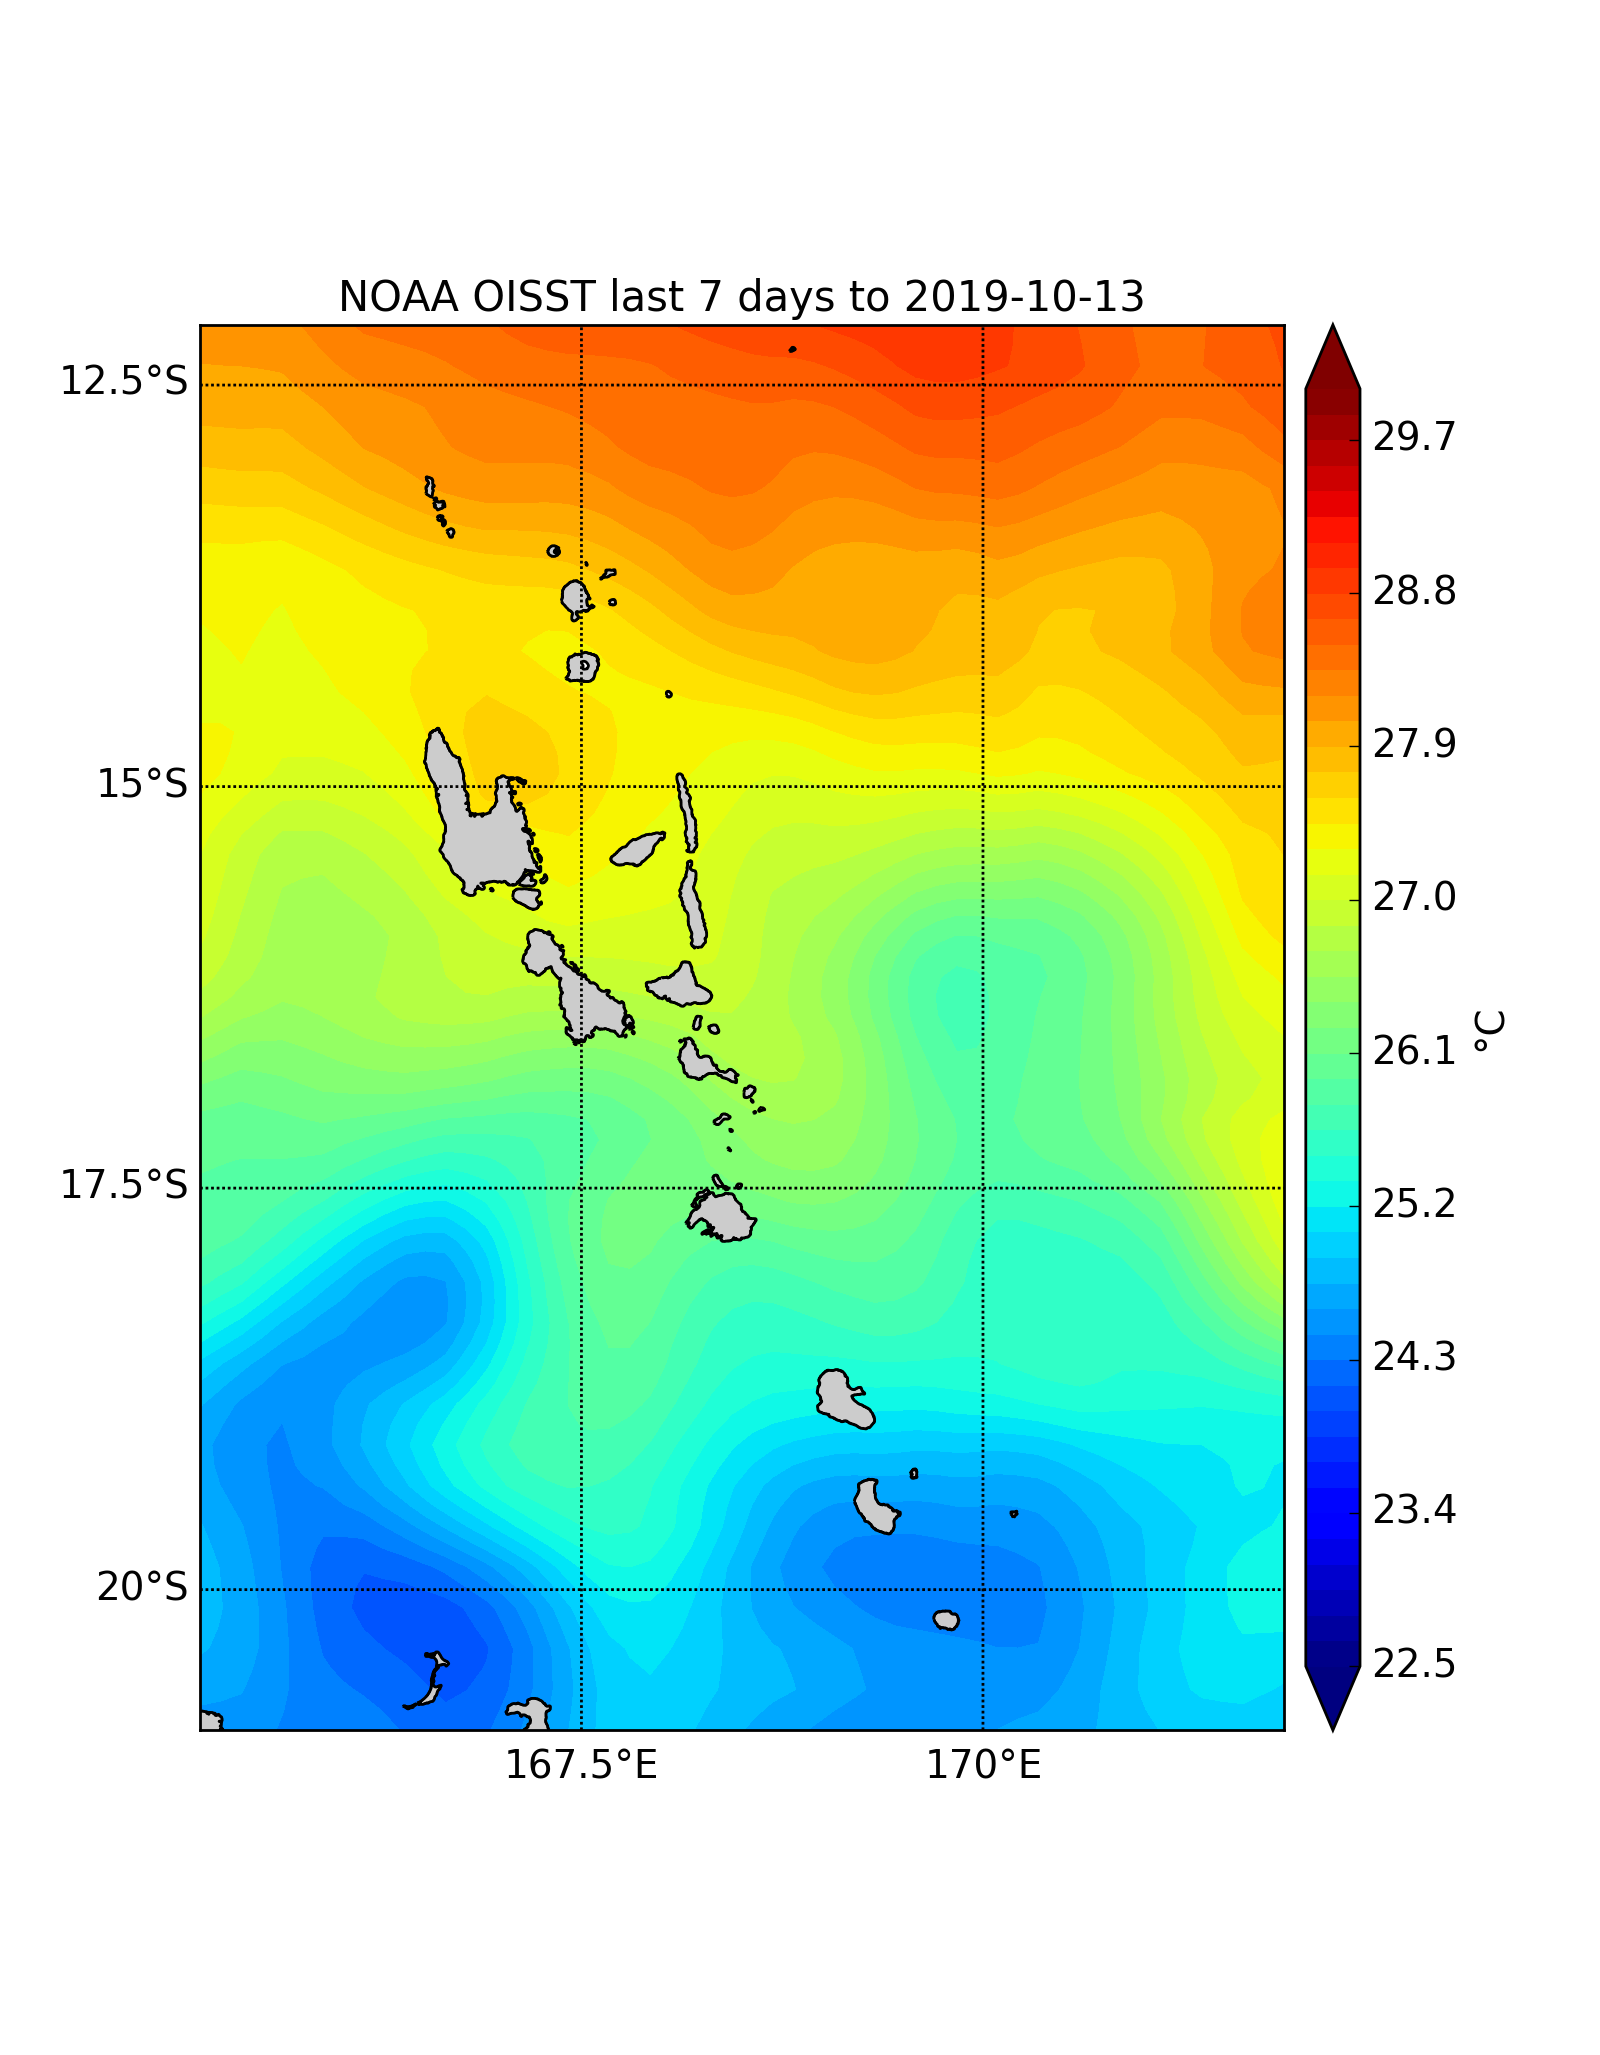 NOAA OISST last 7 days to 2019-10-13
12.5°S
15°S
17.5°S
20°S
167.5°E
170°E
29.7
28.8
27.9
27.0
26.1
25.2
24.3
23.4
22.5
°C